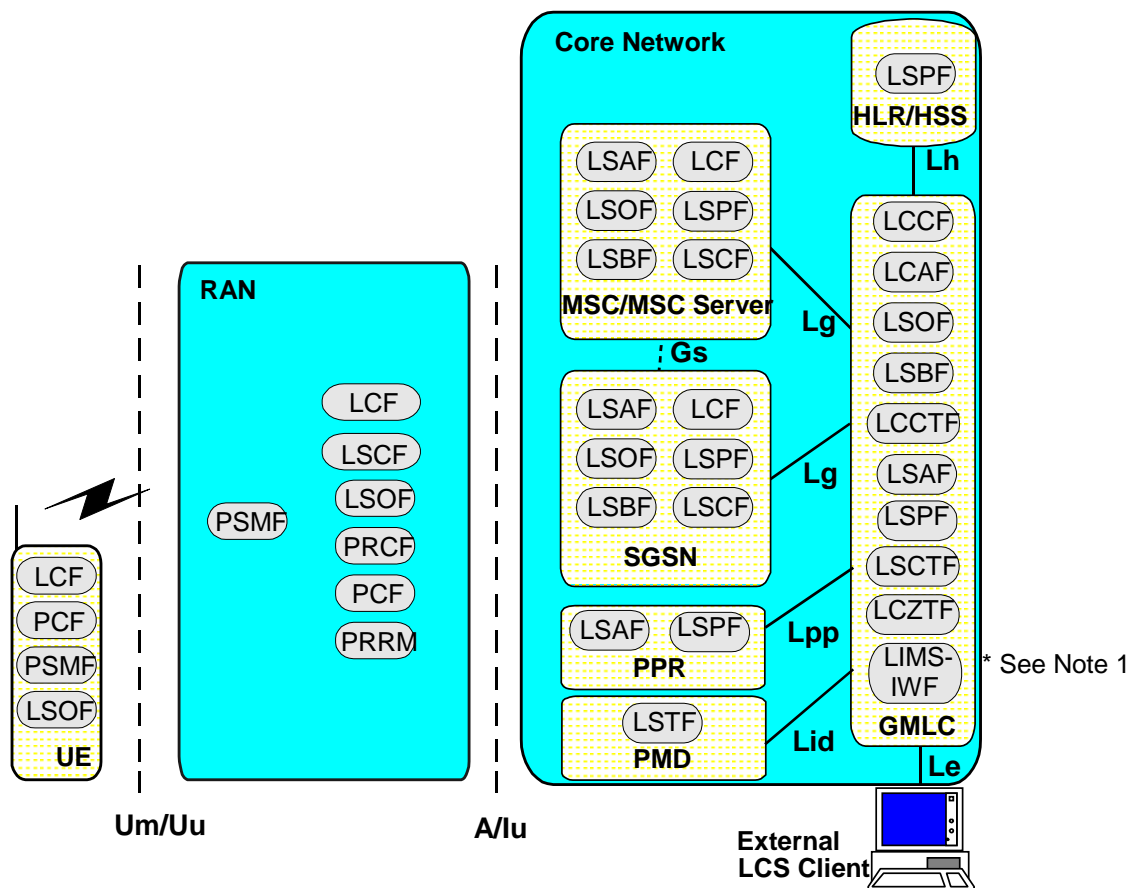 Core Network
LSPF
HLR/HSS
Lh
LSAF
LCF
LSOF
LSPF
LSBF
LSCF
MSC/MSC Server
Lg
Gs
LSAF
LCF
LSOF
LSPF
LSBF
LSCF
SGSN
Lg
LSAF
LSPF
PPR
Lpp
LSTF
PMD
Lid
LCCF
LCAF
LSOF
LSBF
LCCTF
LSAF
LSPF
LSCTF
LCZTF
LIMS-
IWF
GMLC
* See Note 1
Le
External
LCS Client
RAN
LCF
LSCF
LSOF
PSMF
PRCF
PCF
PRRM
LCF
PCF
PSMF
LSOF
UE
Um/Uu
A/Iu